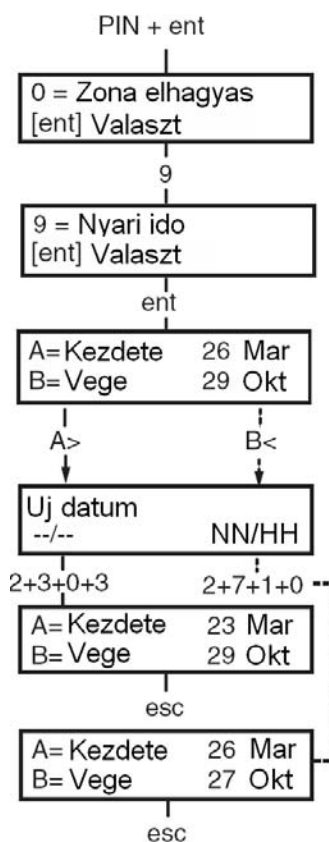 PIN + ent
0 = Zona elhagyas
[ent] Valaszt
9
9 = Nyari ido
[ent] Valaszt
ent
A= Kezdete 26 Mar
B= Vege 29 Okt
A> B<
Uj datum
--/-- NN/HH
2+3+0+3 2+7+1+0
A= Kezdete 23 Mar
B= Vege 29 Okt
esc
A= Kezdete 26 Mar
B= Vege 27 Okt
esc